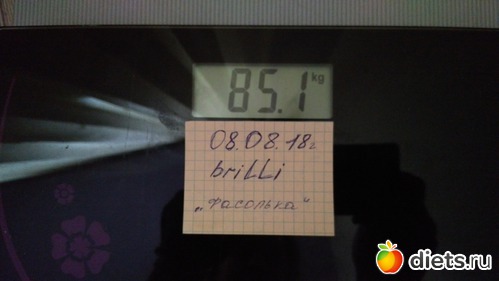 85.1 kg
08.08.18г
briLLi
„фасолька“
diets.ru